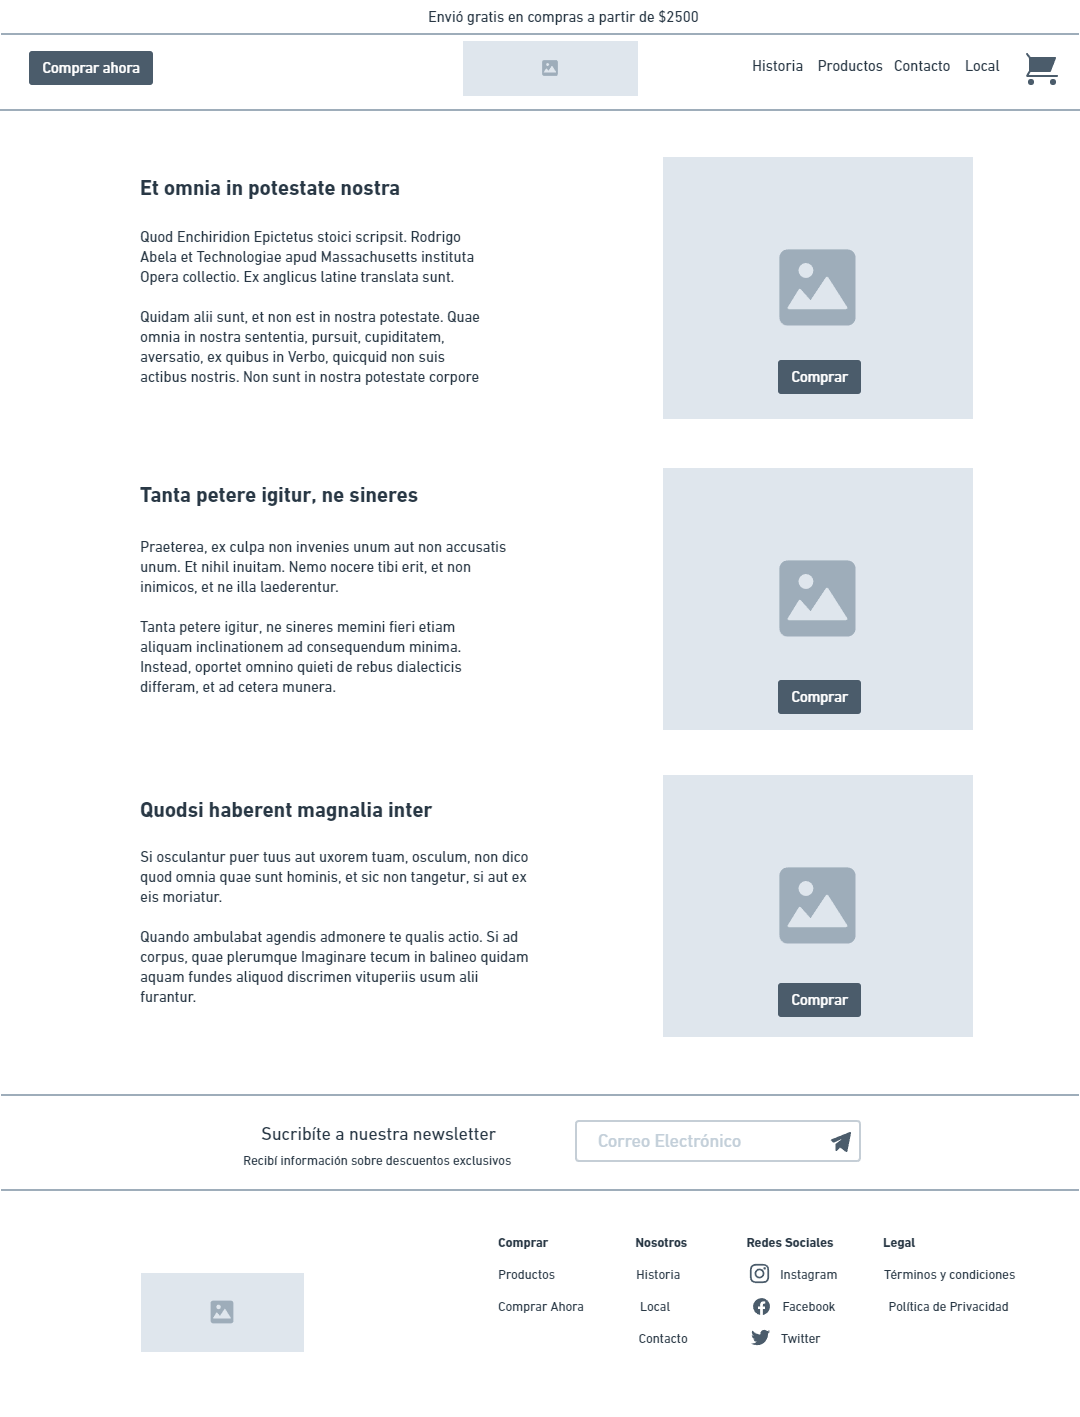 Envió gratis en compras a partir de $2500
Comprar ahora
Historia Productos Contacto Local
Et omnia in potestate nostra
Quod Enchiridion Epictetus stoici scripsit. Rodrigo
Abela et Technologiae apud Massachusetts instituta
Opera collectio. Ex anglicus latine translata sunt.
Quidam alii sunt, et non est in nostra potestate. Quae
omnia in nostra sententia, pursuit, cupiditatem,
aversatio, ex quibus in Verbo, quicquid non suis
actibus nostris. Non sunt in nostra potestate corpore
Comprar
Tanta petere igitur, ne sineres
Praeterea, ex culpa non invenies unum aut non accusatis
unum. Et nihil inuitam. Nemo nocere tibi erit, et non
inimicos, et ne illa laederentur.
Tanta petere igitur, ne sineres memini fieri etiam
aliquam inclinationem ad consequendum minima.
Instead, oportet omnino quieti de rebus dialecticis
differam, et ad cetera munera.
Comprar
Quodsi haberent magnalia inter
Si osculantur puer tuus aut uxorem tuam, osculum, non dico
quod omnia quae sunt hominis, et sic non tangetur, si aut ex
eis moriatur.
Quando ambulabat agendis admonere te qualis actio. Si ad
corpus, quae plerumque Imaginare tecum in balineo quidam
aquam fundes aliquod discrimen vituperiis usum alii
furantur.
Comprar
Sucribíte a nuestra newsletter
Recibí información sobre descuentos exclusivos
Correo Electrónico
Comprar
Productos
Comprar Ahora
Nosotros
Historia
Local
Contacto
Redes Sociales
Instagram
Facebook
Twitter
Legal
Términos y condiciones
Política de Privacidad